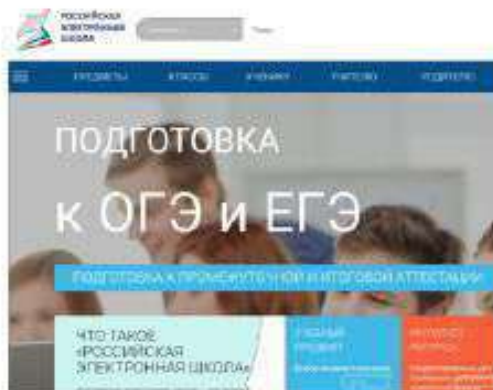 РОССИЙСКАЯ
ЭЛЕКТРОННАЯ
ШКОЛА
ПРЕДМЕТЫ КЛАССЫ УЧЕНИКУ УЧИТЕЛЮ РОДИТЕЛЮ
ПОДГОТОВКА
к ОГЭ и ЕГЭ
ПОДГОТОВКА К ПРОМЕЖУТОЧНОЙ И ИТОГОВОЙ АТТЕСТАЦИИ
ЧТО ТАКОЕ
«РОССИЙСКАЯ
ЭЛЕКТРОННАЯ ШКОЛА»